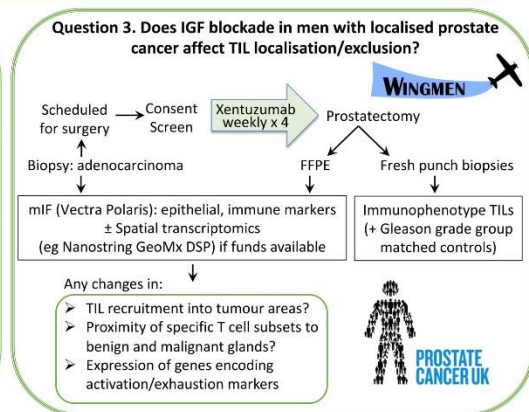 Question 3. Does IGF blockade in men with localised prostate
cancer affect TIL localisation/exclusion?
WINGMEN
Scheduled
for surgery
Consent
Screen
Xentuzumab
weekly x 4
Prostatectomy
Biopsy: adenocarcinoma
FFPE
Fresh punch biopsies
mIF (Vectra Polaris): epithelial, immune markers
± Spatial transcriptomics
(eg Nanostring GeoMx DSP) if funds available
Immunophenotype TILs
(+ Gleason grade group
matched controls)
Any changes in:
➢ TIL recruitment into tumour areas?
➢ Proximity of specific T cell subsets to
benign and malignant glands?
➢ Expression of genes encoding
activation/exhaustion markers
PROSTATE
CANCER UK